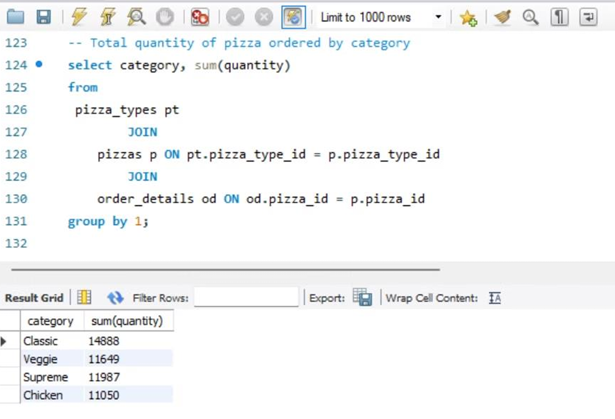 Limit to 1000 rows
123 -- Total quantity of pizza ordered by category
124 select category, sum(quantity)
125 from
126 pizza_types pt
127 JOIN
128 pizzas p ON pt.pizza_type_id = p.pizza_type_id
129 JOIN
130 order_details od ON od.pizza_id = p.pizza_id
131 group by 1;
132
Result Grid Filter Rows: Export: Wrap Cell Content: IA
category sum(quantity)
Classic 14888
Veggie 11649
Supreme 11987
Chicken 11050